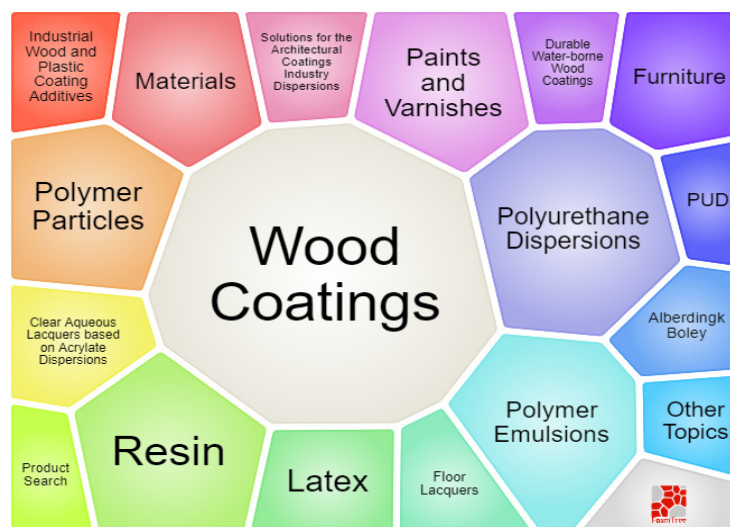 Industrial
Wood and
Plastic
Coating
Additives
Materials
Solutions for the
Architectural
Coatings
Industry
Dispersions
Paints
and
Varnishes
Durable
Water-borne
Wood
Coatings
Furniture
Polymer
Particles
Wood
Coatings
Polyurethane
Dispersions
PUD
Clear Aqueous
Lacquers based
on Acrylate
Dispersions
Alberdingk
Boley
Product
Search
Resin
Latex
Floor
Lacquers
Polymer
Emulsions
Other
Topics
FoamTree